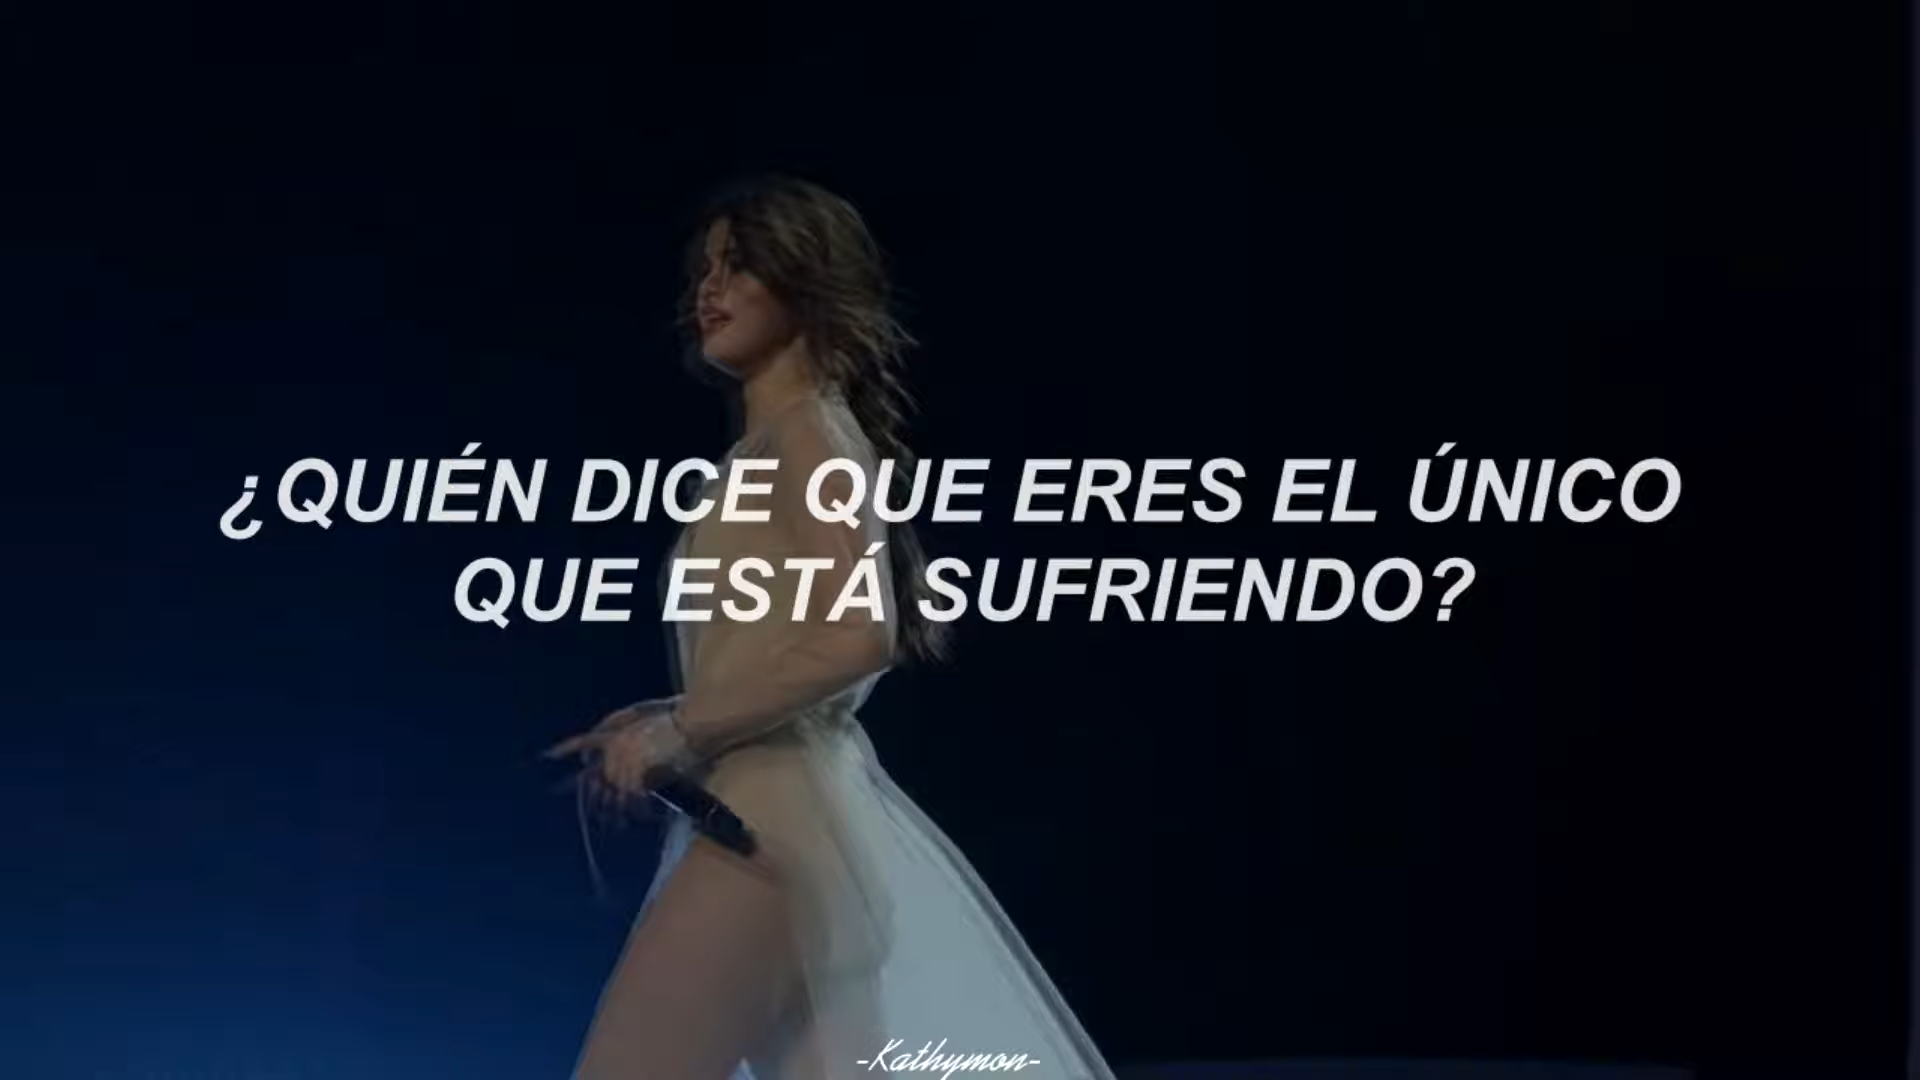 ¿QUIÉN DICE QUE ERES EL ÚNICO
QUE ESTÁ SUFRIENDO?
-Kathymon-